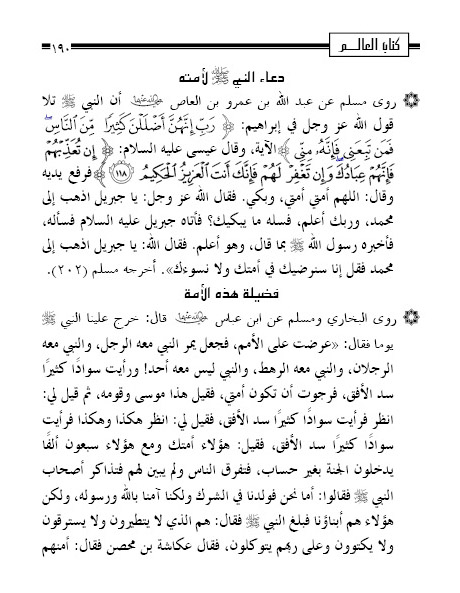 كتاب العالم
١٩٠
دعاء النبي ﷺ لأمته
روى مسلم عن عبد الله بن عمرو بن العاص أن النبي ﷺ تلا
قول الله عز وجل في إبراهيم: ﴿رَبِّ إِنَّهُنَّ أَضْلَلْنَ كَثِيرًا مِّنَ النَّاسِ
فَمَن تَبِعَنِي فَإِنَّهُ مِنِّي﴾ الآية، وقال عيسى عليه السلام: ﴿إِن تُعَذِّبْهُمْ
فَإِنَّهُمْ عِبَادُكَ وَإِن تَغْفِرْ لَهُمْ فَإِنَّكَ أَنتَ الْعَزِيزُ الْحَكِيمُ ١١٨﴾ فرفع يديه
وقال: اللهم أمتي أمتي، وبكي. فقال الله عز وجل: يا جبريل اذهب إلى
محمد، وربك أعلم، فسله ما يبكيك؟ فأتاه جبريل عليه السلام فسأله،
فأخبره رسول الله ﷺ بما قال، وهو أعلم. فقال الله: يا جبريل اذهب إلى
محمد فقل إنا سنرضيك في أمتك ولا نسوءك». أخرجه مسلم (٢٠٢).
فضيلة هذه الأمة
روى البخاري ومسلم عن ابن عباس قال: خرج علينا النبي ﷺ
يوما فقال: «عرضت على الأمم، فجعل يمر النبي معه الرجل، والنبي معه
الرجلان، والنبي معه الرهط، والنبي ليس معه أحد! ورأيت سوادًا كثيرًا
سد الأفق، فرجوت أن تكون أمتي، فقيل هذا موسى وقومه، ثم قيل لي:
انظر فرأيت سوادًا كثيرًا سد الأفق، فقيل لي: انظر هكذا وهكذا فرأيت
سوادًا كثيرًا سد الأفق، فقيل: هؤلاء أمتك ومع هؤلاء سبعون ألفًا
يدخلون الجنة بغير حساب، فتفرق الناس ولم يبين لهم فتذاكر أصحاب
النبي ﷺ فقالوا: أما نحن فولدنا في الشرك ولكنا آمنا بالله ورسوله، ولكن
هؤلاء هم أبناؤنا فبلغ النبي ﷺ فقال: هم الذي لا يتطيرون ولا يسترقون
ولا يكتوون وعلى ربهم يتوكلون، فقال عكاشة بن محصن فقال: أمنهم